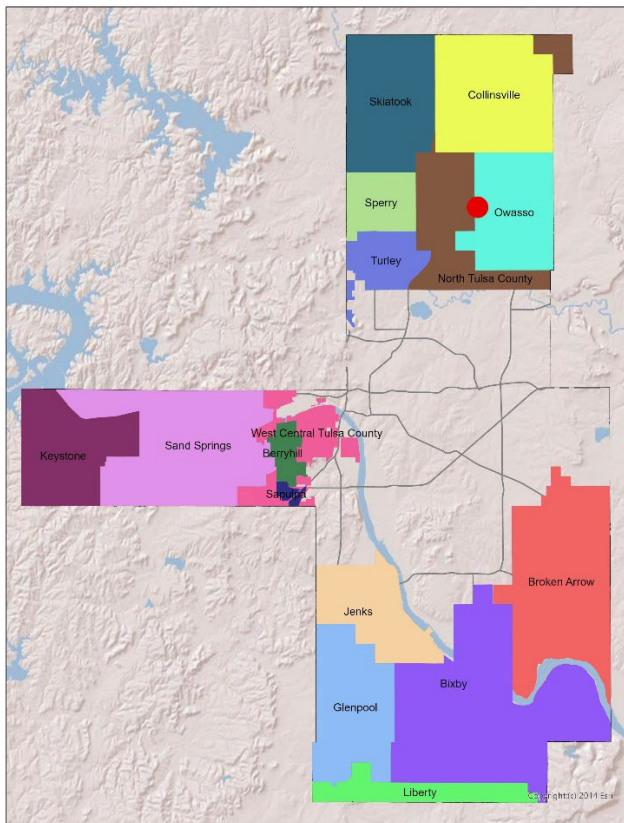 Skiatook
Collinsville
Sperry
Owasso
Turley
North Tulsa County
West Central Tulsa County
Sand Springs
Berryhill
Keystone
Sapulpa
Broken Arrow
Jenks
Bixby
Glenpool
Liberty
Copyright:(c) 2014 Esri